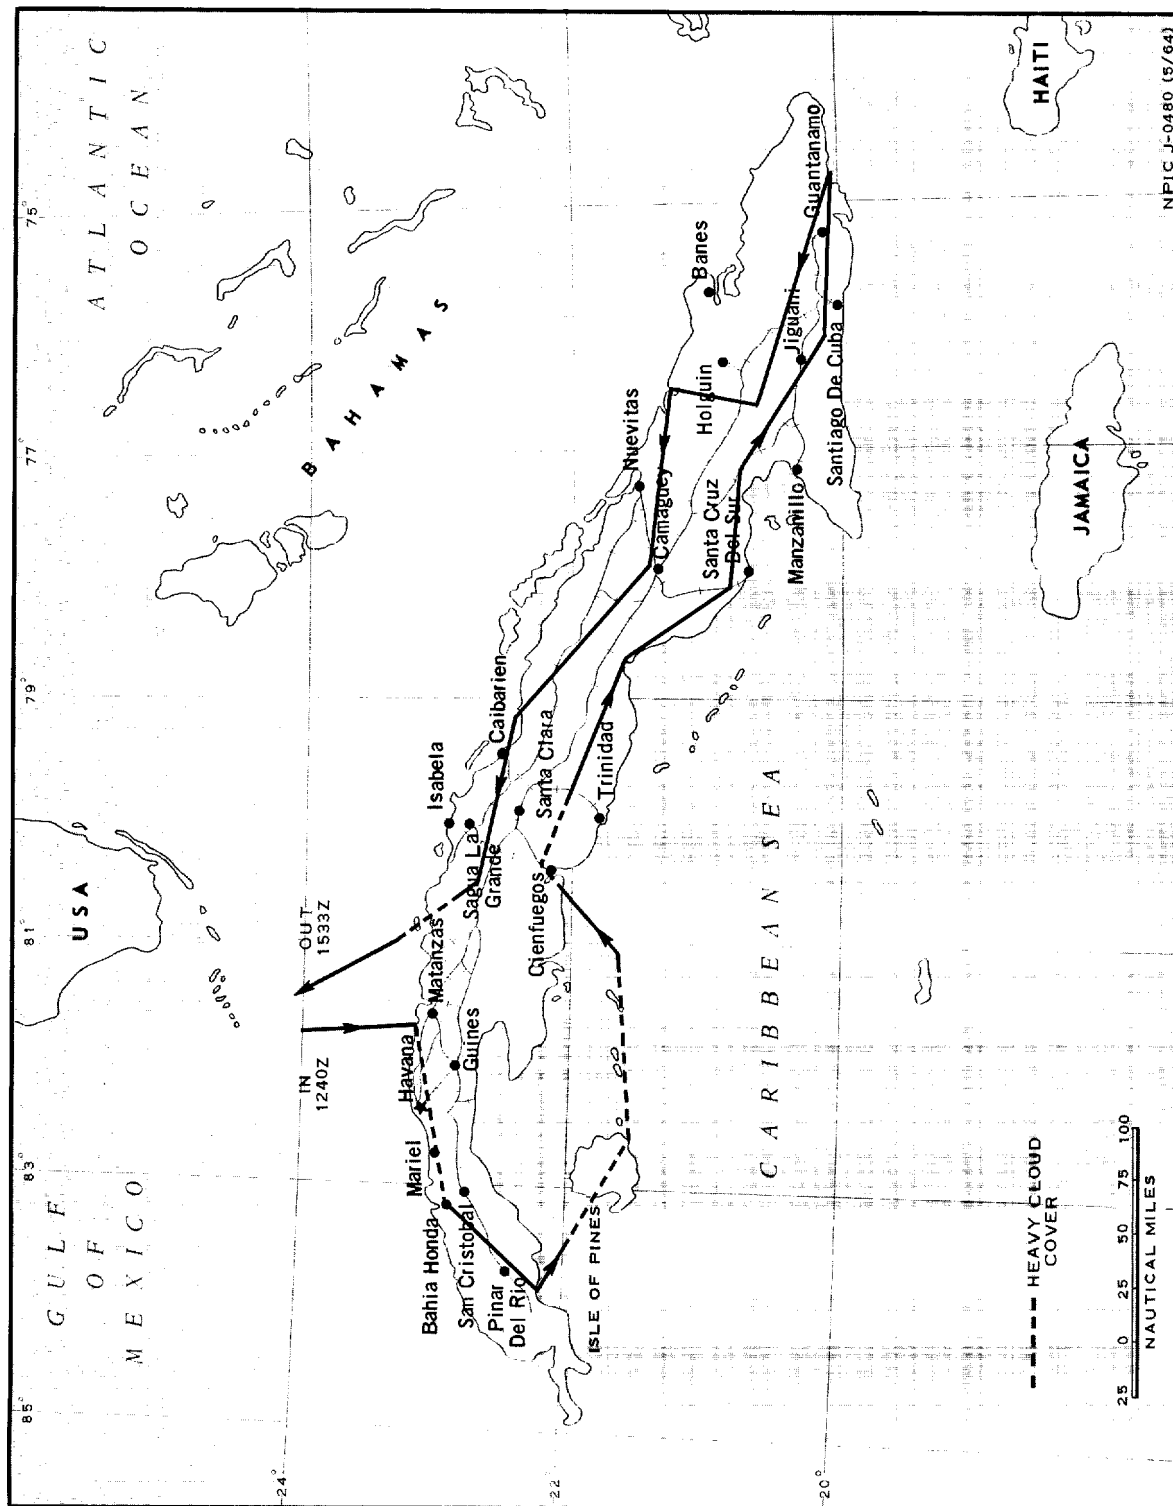 GULF
OF
MEXICO
USA
ATLANTIC
OCEAN
BAHAMAS
85°
83°
81°
79°
77°
75°
24°
22°
20°
IN
1240Z
OUT
1533Z
Havana
Mariel
Bahia Honda
San Cristobal
Pinar
Del Rio
Guines
Matanzas
Isabela
Sagua La
Grande
Caibarien
Santa Clara
Cienfuegos
Trinidad
Nuevitas
Camaguey
Santa Cruz
Del Sur
Holguin
Banes
Jiguani
Guantanamo
Manzanillo
Santiago De Cuba
ISLE OF PINES
CARIBBEAN SEA
JAMAICA
HAITI
HEAVY CLOUD
COVER
25 0 25 50 75 100
NAUTICAL MILES
NPIC J-0480 (5/64)